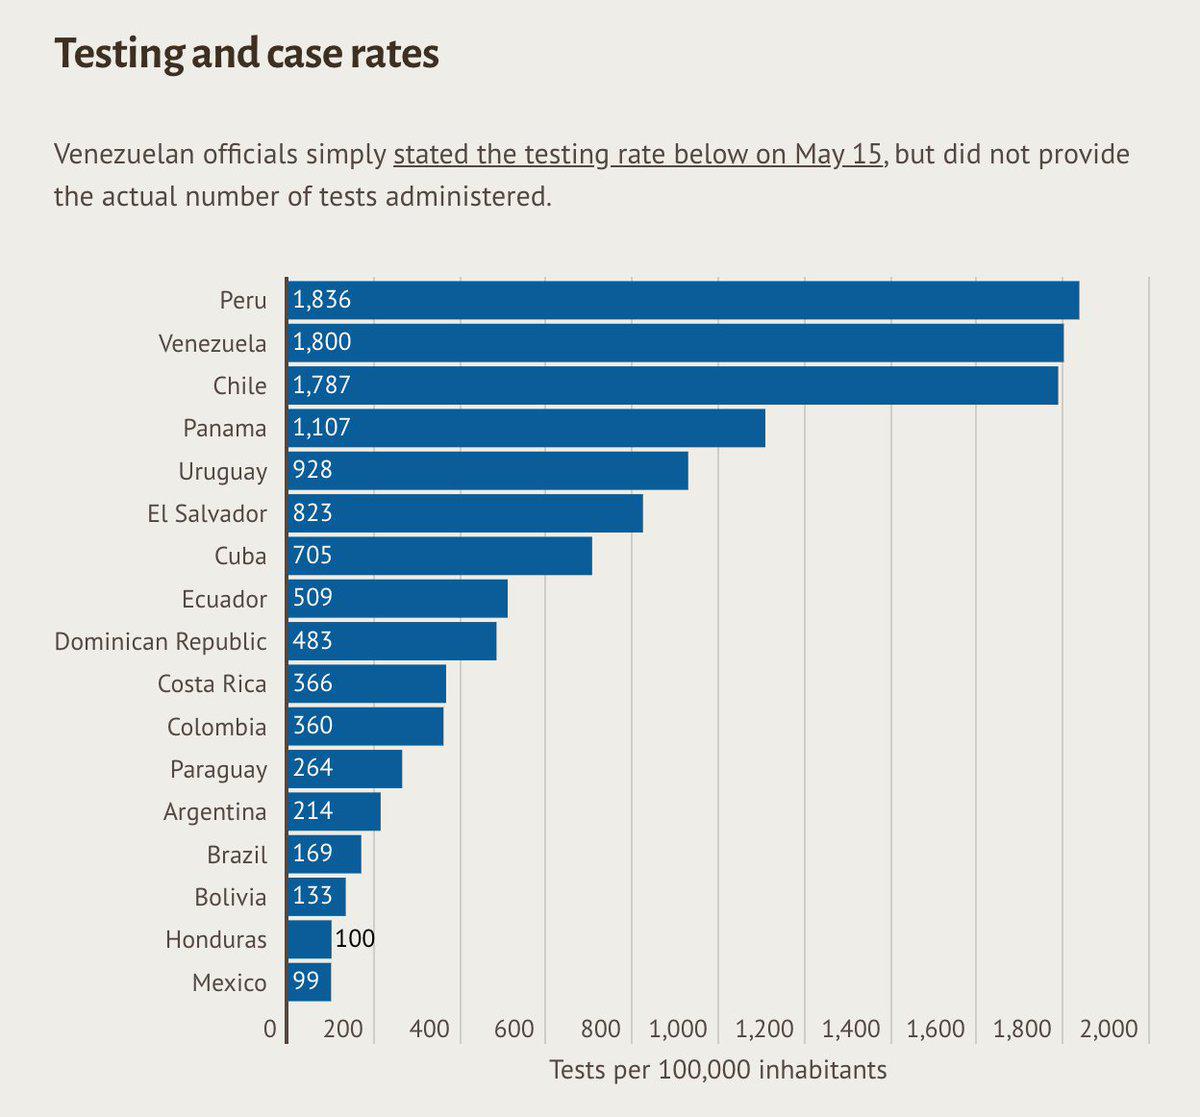 Testing and case rates
Venezuelan officials simply stated the testing rate below on May 15, but did not provide
the actual number of tests administered.
Peru 1,836
Venezuela 1,800
Chile 1,787
Panama 1,107
Uruguay 928
El Salvador 823
Cuba 705
Ecuador 509
Dominican Republic 483
Costa Rica 366
Colombia 360
Paraguay 264
Argentina 214
Brazil 169
Bolivia 133
Honduras 100
Mexico 99
0 200 400 600 800 1,000 1,200 1,400 1,600 1,800 2,000
Tests per 100,000 inhabitants